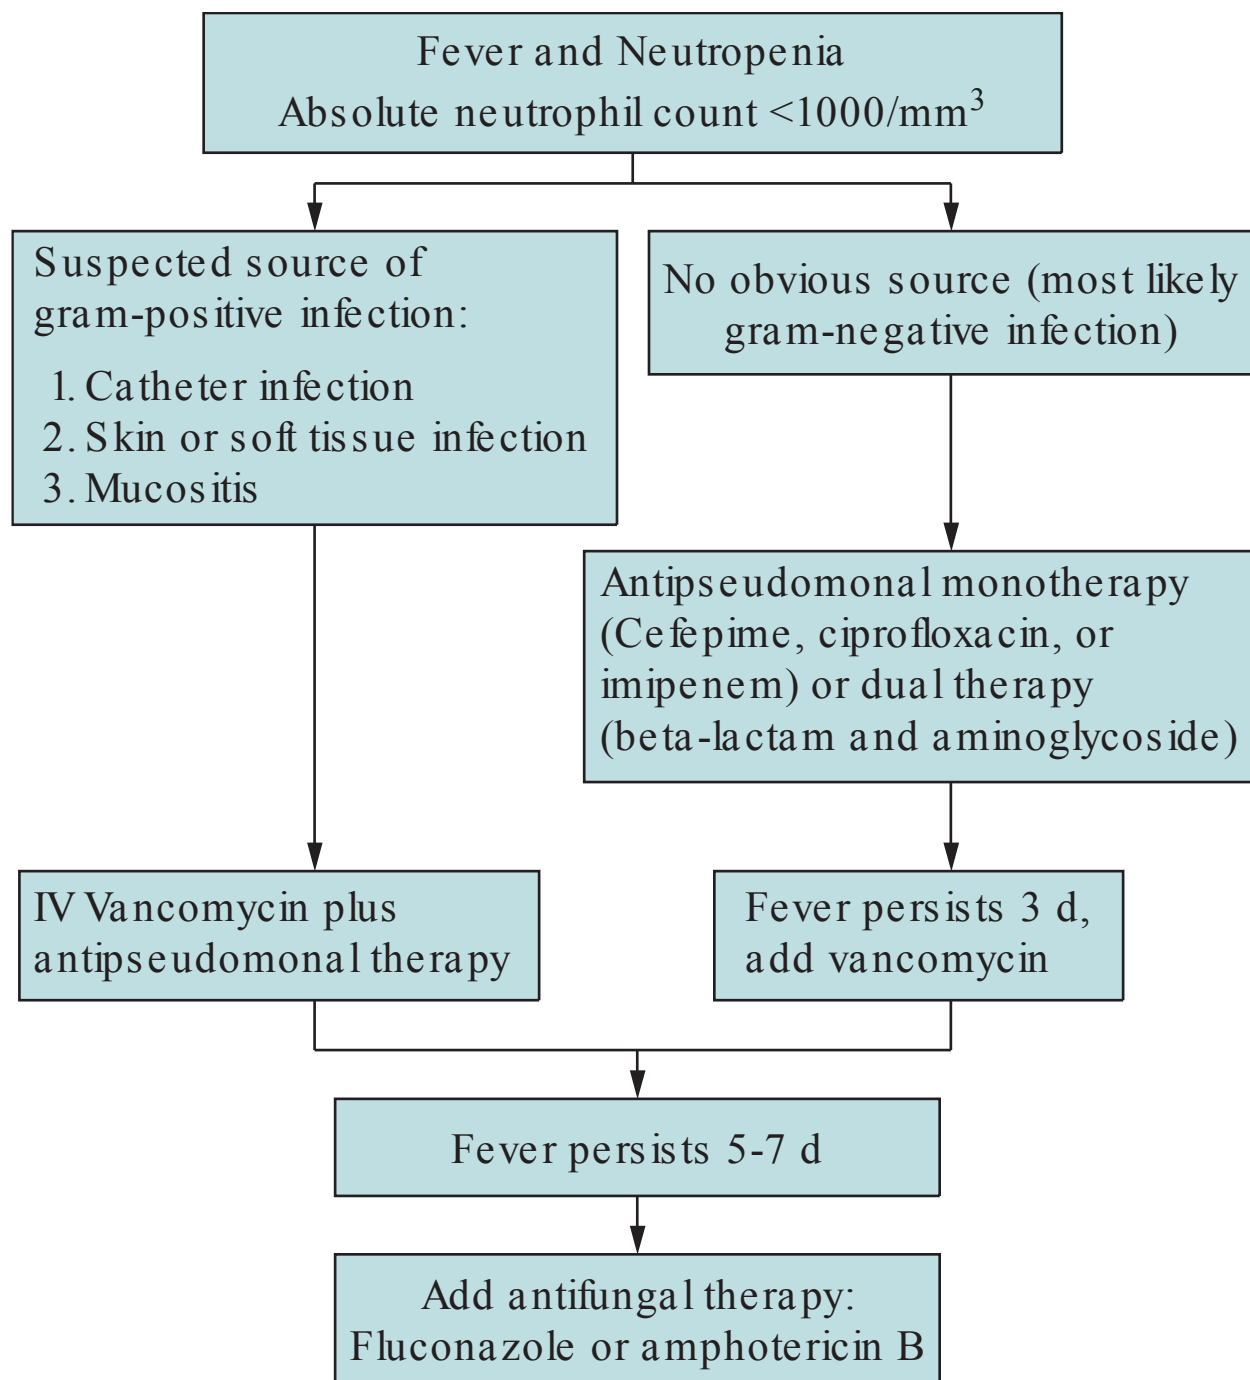 Fever and Neutropenia
Absolute neutrophil count <1000/mm³
Suspected source of
gram-positive infection:
1. Catheter infection
2. Skin or soft tissue infection
3. Mucositis
No obvious source (most likely
gram-negative infection)
Antipseudomonal monotherapy
(Cefepime, ciprofloxacin, or
imipenem) or dual therapy
(beta-lactam and aminoglycoside)
IV Vancomycin plus
antipseudomonal therapy
Fever persists 3 d,
add vancomycin
Fever persists 5-7 d
Add antifungal therapy:
Fluconazole or amphotericin B